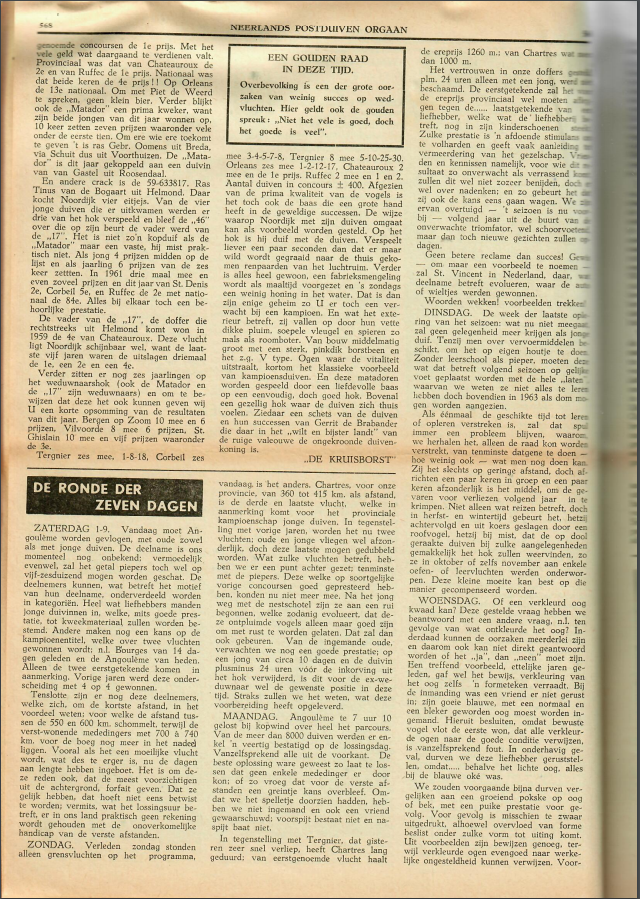 568
NEERLANDS POSTDUIVEN ORGAAN
genoemde concoursen de 1e prijs. Met het
vele geld wat daargaand te verdienen valt.
Provinciaal was dat van Chateauroux de
2e en van Ruffec de 1e prijs. Nationaal was
dat beide keren de 4e prijs!! Op Orleans
de 13e nationaal. Om met Piet de Weerd
te spreken, geen klein bier. Verder blijkt
ook de „Matador” een prima kweker, want
zijn beide jongen van dit jaar wonnen op
10 keer zetten zeven prijzen waaronder vele
onder de eerste tien. Om ere wie ere toekomt
te geven 't is ras Gebr. Oomens uit Breda,
via Schuit dus uit Voorthuizen. De „Mata-
dor” is dit jaar gekoppeld aan een duivin
van van Gastel uit Roosendaal.
En andere crack is de 59-633817. Ras
Tinus van de Bogaart uit Helmond. Daar
kocht Noordijk vier eitjes. Van de vier
jonge duiven die er uitkwamen werden er
drie van het hok verspeeld en bleef de „46”
over die op zijn beurt de vader werd van
de „17”. Het is niet zo'n kopduif als de
„Matador” maar een vaste, hij mist prak-
tisch niet. Als jong 4 prijzen midden op de
lijst en als jaarling 6 prijzen van de zes
keer zetten. In 1961 drie maal mee en
even zoveel prijzen en dit jaar van St. Denis
2e, Corbeil 5e, en Ruffec de 2e met natio-
naal de 84e. Alles bij elkaar toch een be-
hoorlijke prestatie.
De vader van de „17”, de doffer die
rechtstreeks uit Helmond komt won in
1959 de 4e van Chateauroux. Deze vlucht
ligt Noordijk schijnbaar wel, want de laat-
ste vijf jaren waren de uitslagen driemaal
de 1e, een 2e en een 4e.
Verder zitten er nog zes jaarlingen op
het weduwnaarshok (ook de Matador en
de „17” zijn weduwnaars) en om te be-
wijzen dat deze het ook kunnen geven wij
U een korte opsomming van de resultaten
van dit jaar. Bergen op Zoom 10 mee en 6
prijzen, Vilvoorde 8 mee 6 prijzen. St.
Ghislain 10 mee en vijf prijzen waaronder
de 3e.
Tergnier zes mee. 1-8-18, Corbeil zes
EEN GOUDEN RAAD
IN DEZE TIJD.
Overbevolking is een der grote oor-
zaken van weinig succes op wed-
vluchten. Hier geldt ook de gouden
spreuk: „Niet het vele is goed, doch
het goede is veel”.
mee 3-4-5-7-8, Tergnier 8 mee 5-10-25-30.
Orleans zes mee 1-2-12-17, Chateauroux 2
mee en de 1e prijs. Ruffec 2 mee en 1 en 2.
Aantal duiven in concours ± 400. Afgezien
van de prima kwaliteit van de vogels is
het toch ook de baas die een grote hand
heeft in de geweldige successen. De wijze
waarop Noordijk met zijn duiven omgaat
kan als voorbeeld worden gesteld. Op het
hok is hij duif met de duiven. Verspeelt
liever een paar seconden dan dat er maar
wild wordt gegraaid naar de thuis geko-
men renpaarden van het luchtruim. Verder
is alles heel gewoon, een fabrieksmengeling
wordt als maaltijd voorgezet en 's zondags
een weinig honing in het water. Dat is dan
zijn enige geheim zo U er toch een ver-
wacht bij een kampioen. En wat het exte-
rieur betreft, zij vallen op door hun vette
dikke pluim, soepele vleugel en spieren zo
mals als roomboter. Van bouw middelmatig
groot met een sterk, pinkdik borstbeen en
het z.g. V type. Ogen waar de vitaliteit
uitstraalt, kortom het klassieke voorbeeld
van kampioensduiven. En deze matadoren
worden gespeeld door een liefdevolle baas
op een eenvoudig, doch goed hok. Bovenal
een gezellig hok waar de duiven zich thuis
voelen. Ziedaar een schets van de duiven
en hun successen van Gerrit de Brabander
die daar in het „wilt en bijster landt” van
de ruige valouwe de ongekroonde duiven-
koning is.
„DE KRUISBORST”
DE RONDE DER
ZEVEN DAGEN
ZATERDAG 1-9. Vandaag moet An-
goulème worden gevlogen, met oude zowel
als met jonge duiven. De deelname is ons
momenteel nog onbekend; vermoedelijk
evenwel, zal het getal piepers toch wel op
vijf-zesduizend mogen worden geschat. De
deelnemers kunnen, wat betreft het motief
van hun deelname, onderverdeeld worden
in kategoriën. Heel wat liefhebbers manden
jonge duivinnen in, welke, mits goede pres-
tatie, tot kweekmateriaal zullen worden be-
stemd. Andere maken nog een kans op de
kampioenentitel, welke over twee vluchten
gewonnen wordt; n.l. Bourges van 14 da-
gen geleden en de Angoulème van heden.
Alleen de twee eerstgetekende komen in
aanmerking. Vorige jaren werd deze onder-
scheiding met 4 op 4 gewonnen.
Tenslotte zijn er nog deze deelnemers,
welke zich, om de kortste afstand, in het
voordeel weten; voor welke de afstand tus-
sen de 550 en 600 km. schommelt, terwijl de
verst-wonende mededingers met 700 à 740
km. voor de boeg nog meer in het nadeel
liggen. Vooral als het een moeilijke vlucht
wordt, wat des te erger is, nu de dagen
aan lengte hebben ingeboet. Het is om de-
ze reden ook, dat de meest voorzichtigen
uit de achtergrond, forfait geven. Dat ze
gelijk hebben, dat hoeft niet eens betwist
te worden; vermits, wat het lossingsuur be-
treft, er in ons land praktisch geen rekening
wordt gehouden met de onoverkomelijke
handicap van de verste afstanden.
ZONDAG. Verleden zondag stonden
alleen grensvluchten op het programma,
vandaag is het anders. Chartres, voor onze
provincie, van 360 tot 415 km. als afstand,
is de derde en laatste vlucht, welke in
aanmerking komt voor het provinciale
kampioenschap jonge duiven. In tegenstel-
ling met vorige jaren, worden het nu twee
vluchten; oude en jonge vliegen wel afzon-
derlijk, doch deze laatste mogen gedubbeld
worden. Wat zulke vluchten betreft, heb-
ben we er een punt achter gezet; tenminste
met de piepers. Deze welke op soortgelijke
vorige concoursen goed gepresteerd heb-
ben, konden nu niet meer mee. Na het jong
weg met de nestschotel zijn ze aan een rui
begonnen, welke zodanig evolueert, dat de-
ze ontpluimde vogels alleen maar goed zijn
om met rust te worden gelaten. Dat zal dan
ook gebeuren. Van de ingemande oude,
verwachten we nog een goede prestatie; op
een jong van circa 10 dagen en de duivin
plusminus 24 uren vóór de inkorving uit
het hok verwijderd, is dit voor de ex-we-
duwnaar wel de gewenste positie in deze
tijd. Straks zullen we het weten, wat deze
voorbereiding heeft opgeleverd.
MAANDAG. Angoulème te 7 uur 10
gelost bij kopwind over heel het parcours.
Van de meer dan 8000 duiven werden er en-
kel 'n veertig bestatigd op de lossingsdag.
Vanzelfsprekend alle uit de voorkant. De
beste oplossing ware geweest zo laat te los-
sen dat geen enkele mededinger er door
kon; of zo vroeg dat voor de verste af-
standen een greintje kans overbleef. Om-
dat we het spelletje doorzien hadden, heb-
ben we niet ingemand en ook een vriend
gewaarschuwd; voorspijt bestaat niet en na-
spijt baat niet.
In tegenstelling met Tergnier, dat giste-
ren zeer snel verliep, heeft Chartres lang
geduurd; van eerstgenoemde vlucht haalt
de ereprijs 1260 m.; van Chartres
dan 1000 m.
Het vertrouwen in onze doffers
plm. 24 uren alleen met een jong, werd
beschaamd. De eerstgetekende zal het
de ereprijs provinciaal wel moeten
gen tegen de..... laatstgetekende van
liefhebber, welke wat de liefhebberij
treft, nog in zijn kinderschoenen
Zulke prestatie is 'n afdoende stimulans
te volharden en geeft vaak aanleiding
vermeerdering van het gezelschap.
den en kennissen namelijk, voor wie dit
sultaat zo onwacht als verrassend
zullen dit wel niet zozeer benijden, doch
wel over nadenken; en zo gebeurt het
zij ook de kans eens gaan wagen. We
ervan overtuigd — 't seizoen is nu
bij — volgend jaar uit de buurt van
onwachte triomfator, wel schoorvoetend
maar dan toch nieuwe gezichten zullen
dagen.
Geen betere reclame dan succes!
— om maar een voorbeeld te noemen —
zal St. Vincent in Nederland, daar,
deelname betreft evolueren, waar de
of wieltjes werden gewonnen.
Woorden wekken! voorbeelden trekken
DINSDAG. De week der laatste
ring van het seizoen: wat nu niet meegaat
zal geen gelegenheid meer krijgen als jonge
duif. Tenzij men over vervoermiddelen
schikt, om het op eigen houtje te doen.
Zonder leerschool als pieper, moeten deze
wat dat betreft volgend seizoen op gelijke
voet geplaatst worden met de hele „laten”
waarvan we weten ze niet alles te leren
hebben doch bovendien in 1963 als dom
gen worden aangezien.
Als éénmaal de geschikte tijd tot leren
of opleren verstreken is, zal dat
immer een probleem blijven, waarom
we herhalen het, alleen de raad kon worden
verstrekt, van tenminste datgene te doen —
hoe weinig ook — wat men nog doen kan.
Zij het slechts op geringe afstand, doch af-
richten een paar keren in groep en een paar
keren afzonderlijk is het middel, om de ge-
varen voor verliezen volgend jaar in te
krimpen. Niet alleen wat reizen betreft, doch
in herfst- en wintertijd gebeurt het, hetzij
achtervolgd en uit koers geslagen door een
roofvogel, hetzij bij mist, dat de op dool
geraakte duiven bij zulke aangelegenheden
gemakkelijk het hok zullen weervinden, zo
ze in oktober of zelfs november aan enkele
oefen- of leervluchten werden onderwor-
pen. Deze kleine moeite kan best op die
manier gecompenseerd worden.
WOENSDAG. Of een verkleurd oog
kwaad kan? Deze gestelde vraag hebben we
beantwoord met een andere vraag, n.l. ten
gevolge van wat ontkleurde het oog? In-
derdaad kunnen de oorzaken meerderlei zijn
en daarom ook kan niet direkt geantwoord
worden of het „ja”, dan „neen” moet zijn.
Een treffend voorbeeld, ettelijke jaren ge-
leden, gaf wel het bewijs, verkleuring van
het oog zelfs 'n formeteken verraadt. Bij
de inmanding was een vriend er niet gerust
in; zijn goeie blauwe, met een normaal en
een bleker geworden oog moest worden in-
gemand. Hieruit besluiten, omdat bewuste
vogel vlot de eerste won, dat alle verkleur-
de ogen naar de goede conditie verwijzen,
is vanzelfsprekend fout. In onderhavig ge-
val, durven we deze liefhebber geruststel-
len, omdat..... behalve het lichte oog, alles
bij de blauwe oké was.
We zouden voorgaande bijna durven ver-
gelijken aan een groeiend pokske op oog
of bek, met een puike prestatie voor ge-
volg. Voor gevolg is misschien te zwaar
uitgedrukt, alhoewel overvloed van forme
beslist onder zulke vorm tot uiting komt.
Uit voorbeelden zijn bewijzen genoeg, ter-
wijl verkleurde ogen evengoed naar werke-
lijke ongesteldheid kunnen verwijzen. Voor-